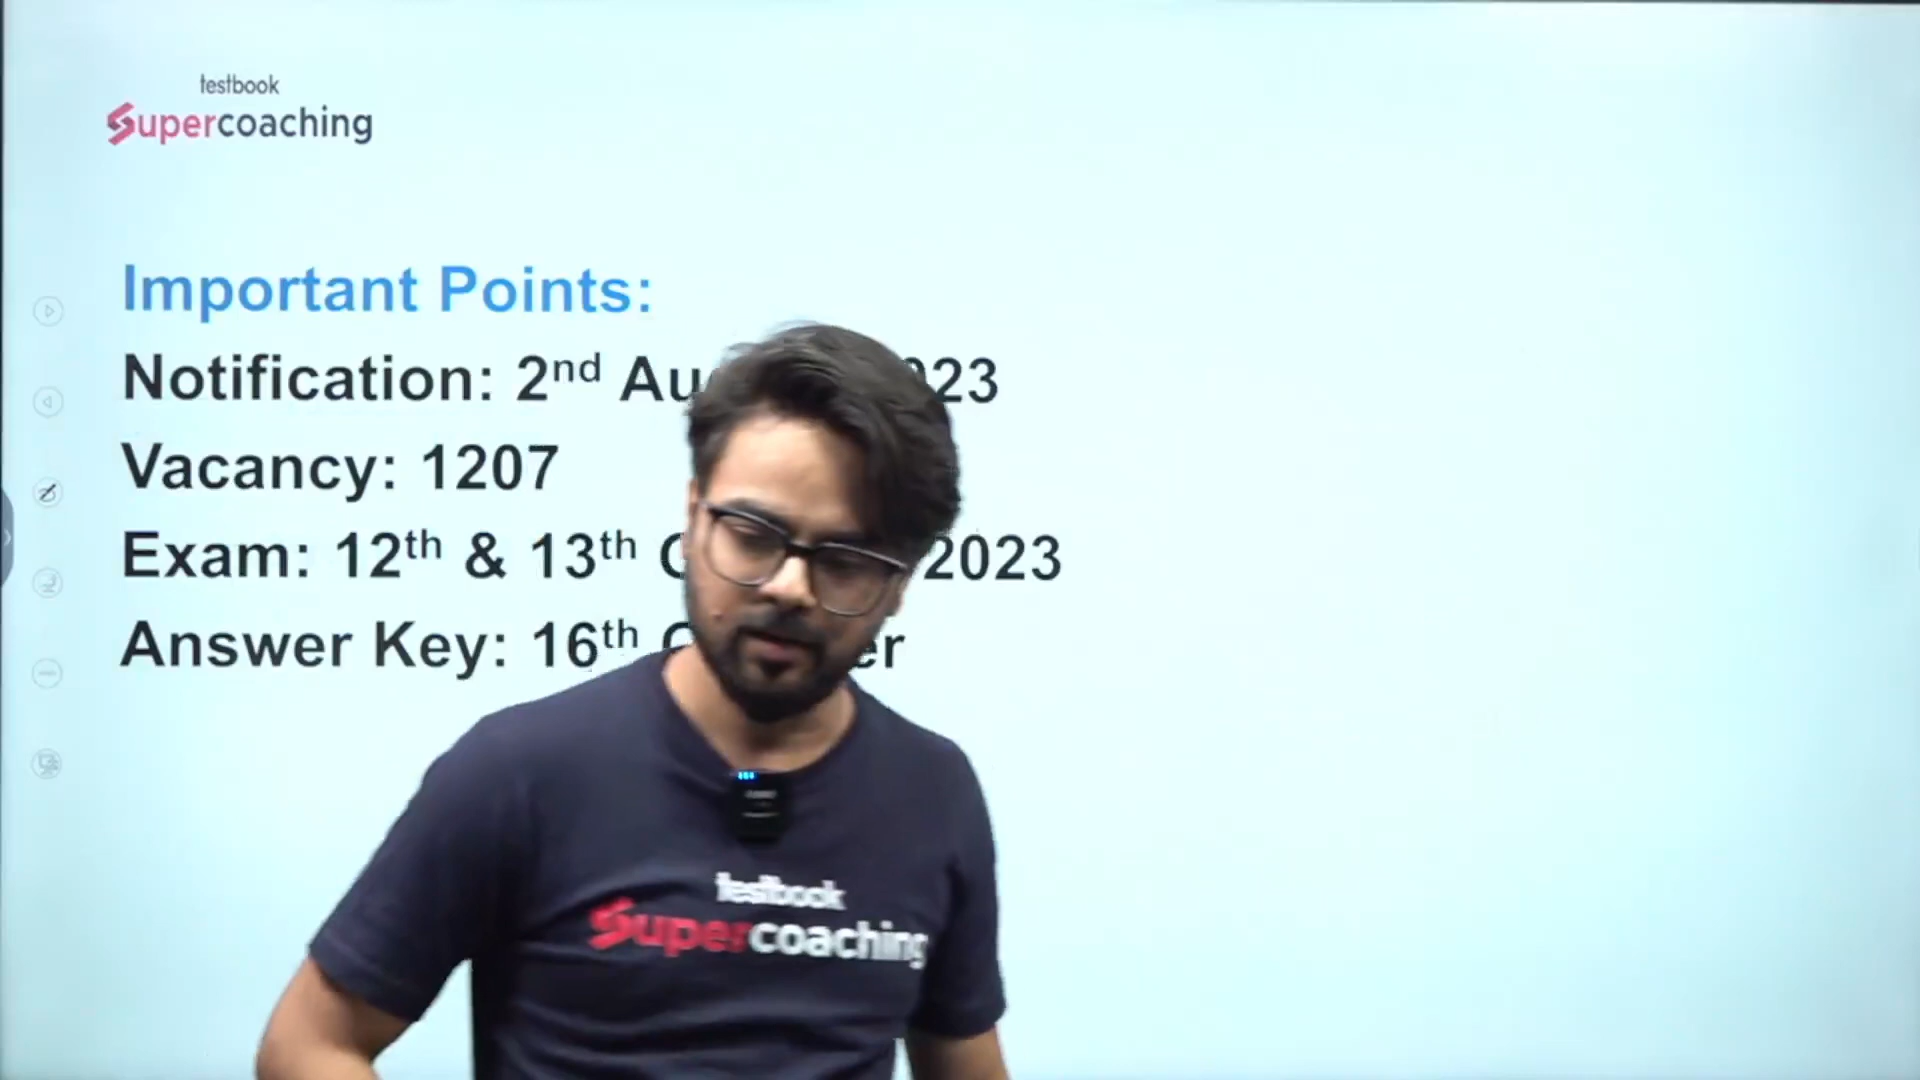 testbook
Supercoaching
Important Points:
Notification: 2nd Au 23
Vacancy: 1207
Exam: 12th & 13th 2023
Answer Key: 16th er
testbook
Supercoaching